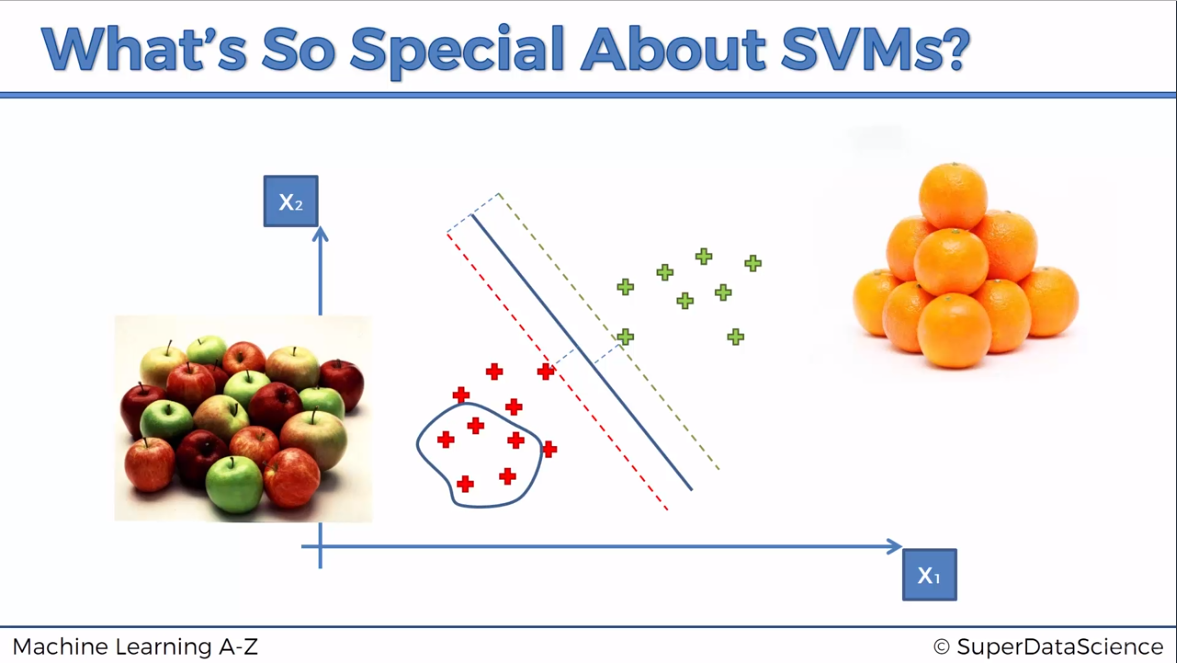 What's So Special About SVMs?
X₂
X₁
Machine Learning A-Z
© SuperDataScience